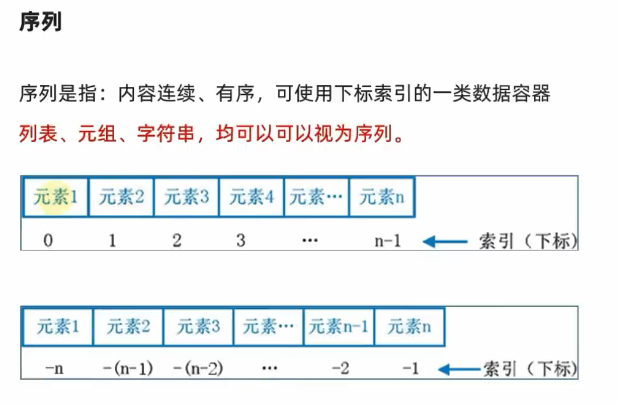 序列
序列是指：内容连续、有序，可使用下标索引的一类数据容器
列表、元组、字符串，均可以可以视为序列。
元素1 元素2 元素3 元素4 元素… 元素n
0 1 2 3 … n-1 索引（下标）
元素1 元素2 元素3 元素… 元素n-1 元素n
-n -(n-1) -(n-2) … -2 -1 索引（下标）